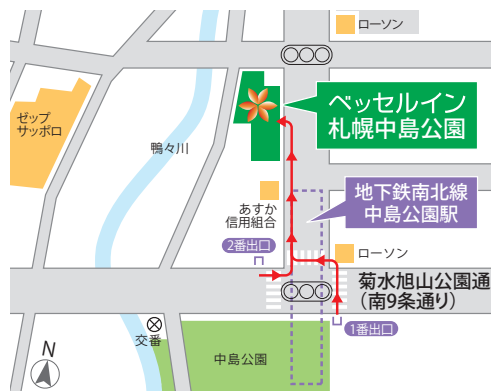 ローソン
ベッセルイン
札幌中島公園
ゼップ
サッポロ
鴨々川
地下鉄南北線
中島公園駅
あすか
信用組合
2番出口
ローソン
菊水旭山公園通
（南9条通り）
1番出口
交番
中島公園
N